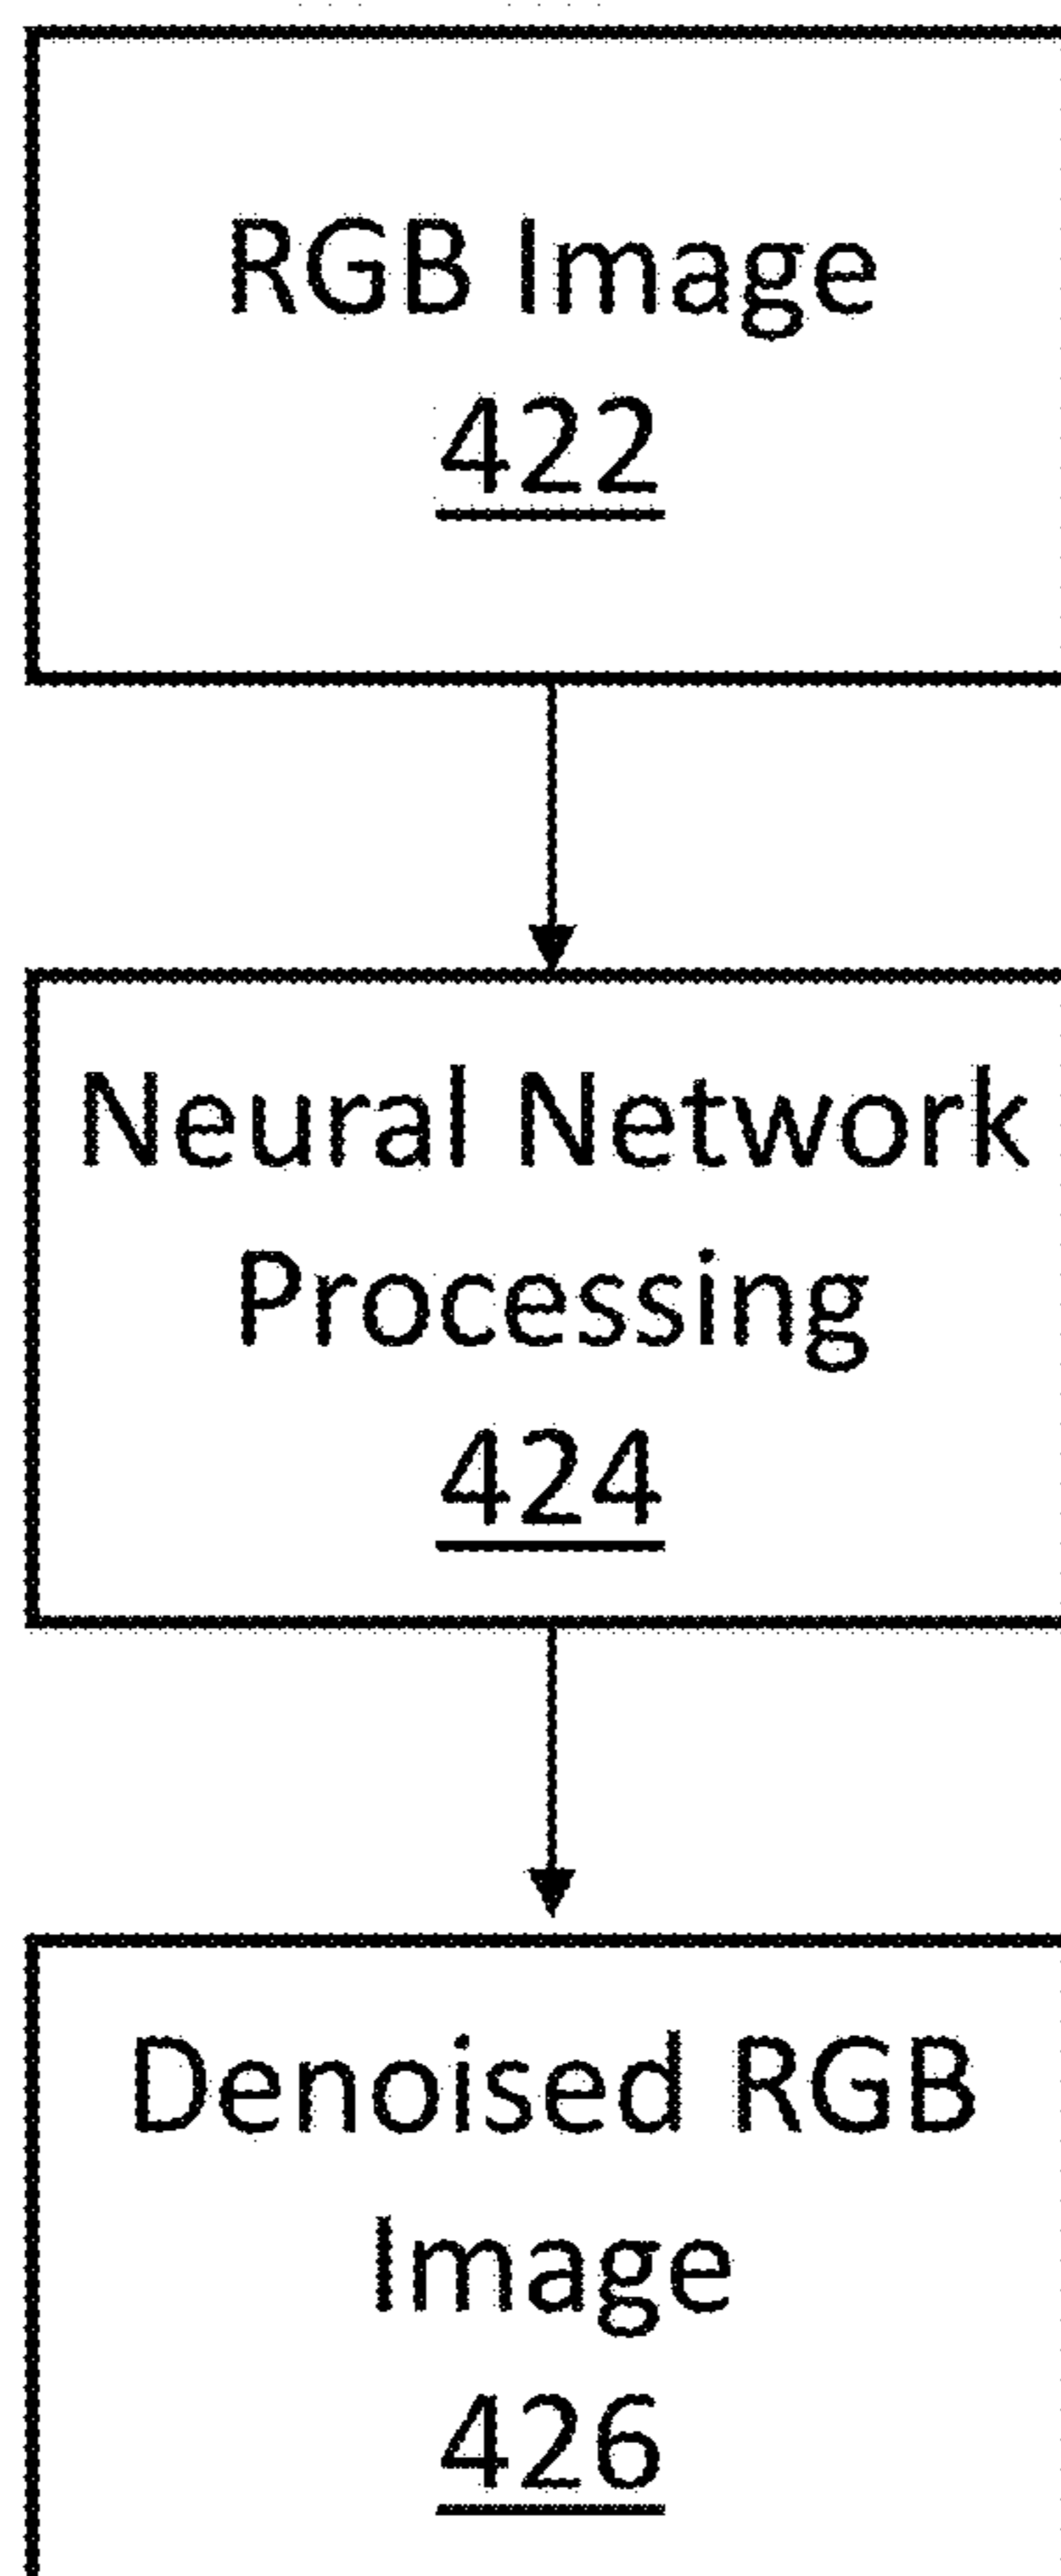 RGB Image
422
Neural Network
Processing
424
Denoised RGB
Image
426